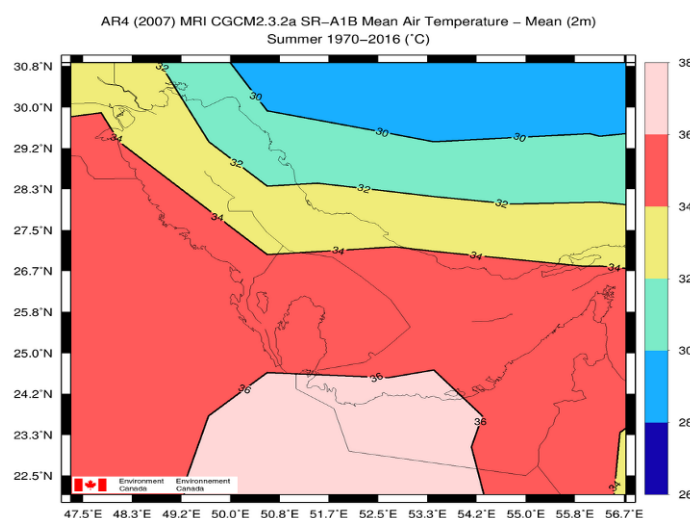 AR4 (2007) MRI CGCM2.3.2a SR-A1B Mean Air Temperature - Mean (2m)
Summer 1970-2016 (˚C)
30.8˚N
30.0˚N
29.2˚N
28.3˚N
27.5˚N
26.7˚N
25.8˚N
25.0˚N
24.2˚N
23.3˚N
22.5˚N
32
30
30
30
34
32
32
32
34
34
34
34
36
36
36
34
38
36
34
32
30
28
26
Environment Canada
Environnement Canada
47.5˚E 48.3˚E 49.2˚E 50.0˚E 50.8˚E 51.7˚E 52.5˚E 53.3˚E 54.2˚E 55.0˚E 55.8˚E 56.7˚E